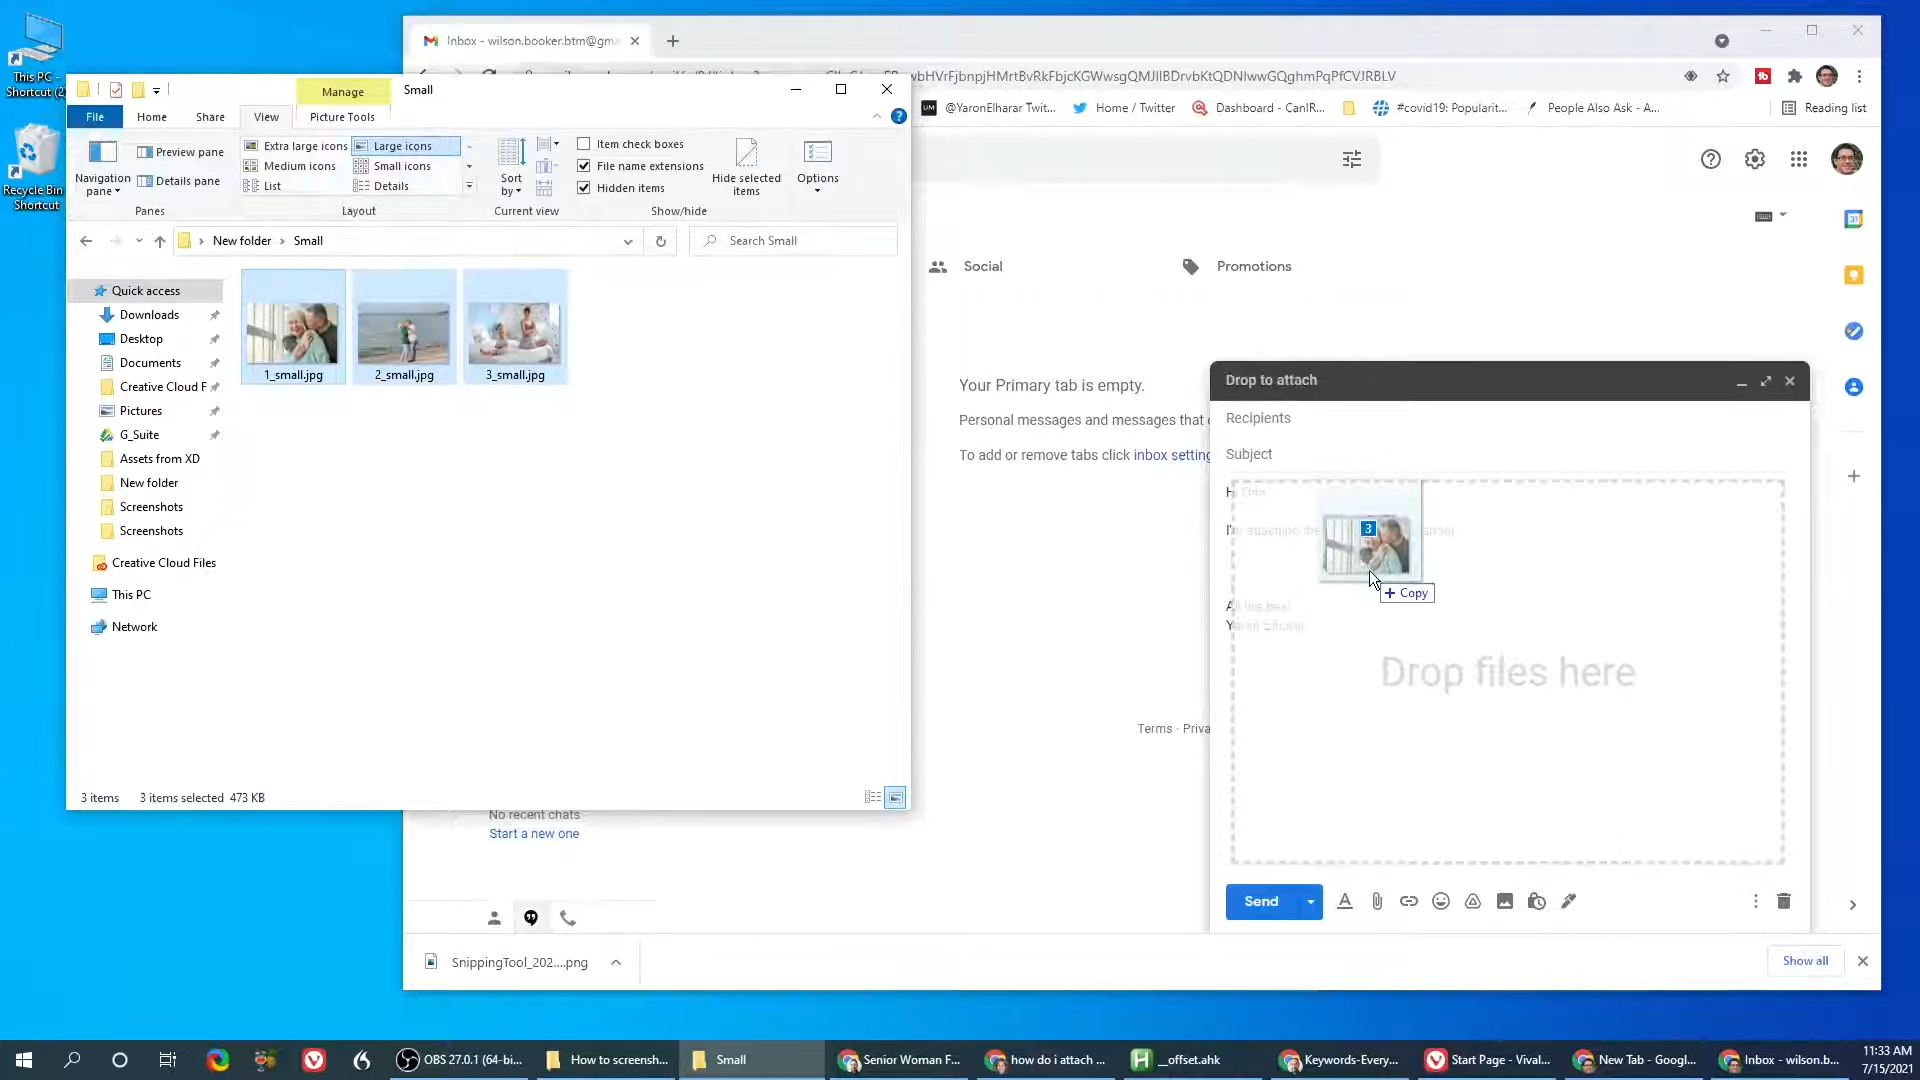 This PC -
Shortcut (2)
Recycle Bin
Shortcut
Inbox - wilson.booker.btm@gma
Manage
Small
File
Home
Share
View
Picture Tools
Preview pane
Details pane
Navigation
pane
Panes
Extra large icons
Large icons
Medium icons
Small icons
List
Details
Layout
Sort
by
Current view
Item check boxes
File name extensions
Hidden items
Hide selected
items
Show/hide
Options
New folder
Small
Search Small
Quick access
Downloads
Desktop
Documents
Creative Cloud F
Pictures
G_Suite
Assets from XD
New folder
Screenshots
Screenshots
Creative Cloud Files
This PC
Network
1_small.jpg
2_small.jpg
3_small.jpg
3 items
3 items selected 473 KB
@YaronElharar Twit...
Home / Twitter
Dashboard - CanIR...
#covid19: Popularit...
People Also Ask - A...
Reading list
Social
Promotions
31
Your Primary tab is empty.
Personal messages and messages that
To add or remove tabs click inbox setting
Terms · Priva
No recent chats
Start a new one
Drop to attach
Recipients
Subject
3
Copy
Drop files here
Send
SnippingTool_202....png
Show all
OBS 27.0.1 (64-bi...
How to screensh...
Small
Senior Woman F...
how do i attach ...
__offset.ahk
Keywords-Every...
Start Page - Vival...
New Tab - Googl...
Inbox - wilson.b...
11:33 AM
7/15/2021